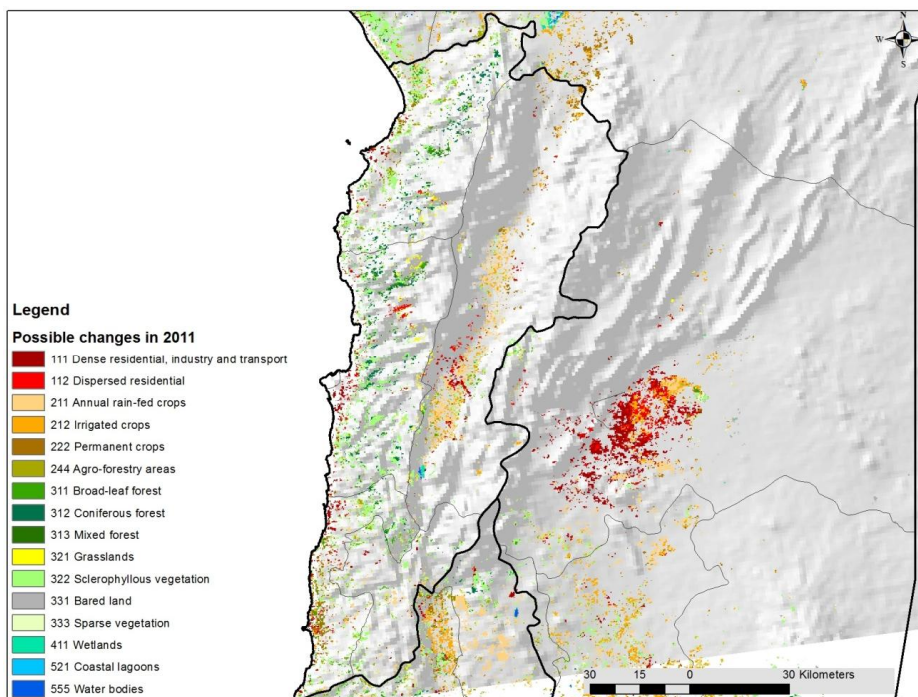 N
W
S
Legend
Possible changes in 2011
111 Dense residential, industry and transport
112 Dispersed residential
211 Annual rain-fed crops
212 Irrigated crops
222 Permanent crops
244 Agro-forestry areas
311 Broad-leaf forest
312 Coniferous forest
313 Mixed forest
321 Grasslands
322 Sclerophyllous vegetation
331 Bared land
333 Sparse vegetation
411 Wetlands
521 Coastal lagoons
555 Water bodies
30 15 0 30 Kilometers